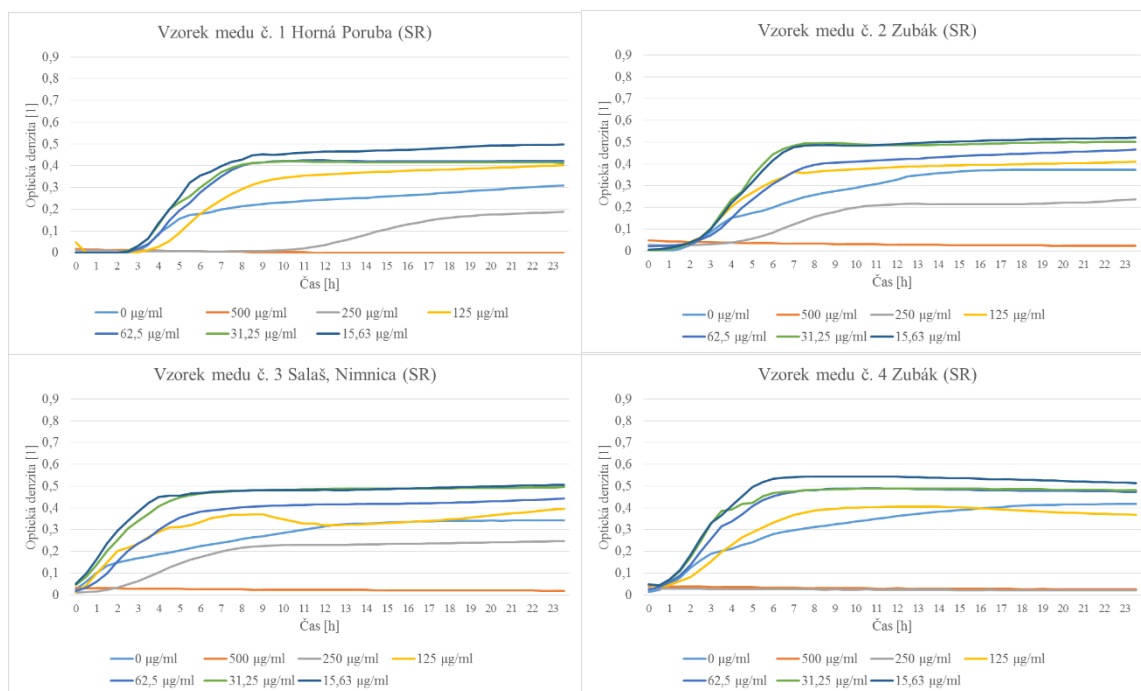 Vzorek medu č. 1 Horná Poruba (SR)
Optická denzita [1]
0,9
0,8
0,7
0,6
0,5
0,4
0,3
0,2
0,1
0
0 1 2 3 4 5 6 7 8 9 10 11 12 13 14 15 16 17 18 19 20 21 22 23
Čas [h]
0 µg/ml 500 µg/ml 250 µg/ml 125 µg/ml
62,5 µg/ml 31,25 µg/ml 15,63 µg/ml
Vzorek medu č. 2 Zubák (SR)
Optická denzita [1]
0,9
0,8
0,7
0,6
0,5
0,4
0,3
0,2
0,1
0
0 1 2 3 4 5 6 7 8 9 10 11 12 13 14 15 16 17 18 19 20 21 22 23
Čas [h]
0 µg/ml 500 µg/ml 250 µg/ml 125 µg/ml
62,5 µg/ml 31,25 µg/ml 15,63 µg/ml
Vzorek medu č. 3 Salaš, Nimnica (SR)
Optická denzita [1]
0,9
0,8
0,7
0,6
0,5
0,4
0,3
0,2
0,1
0
0 1 2 3 4 5 6 7 8 9 10 11 12 13 14 15 16 17 18 19 20 21 22 23
Čas [h]
0 µg/ml 500 µg/ml 250 µg/ml 125 µg/ml
62,5 µg/ml 31,25 µg/ml 15,63 µg/ml
Vzorek medu č. 4 Zubák (SR)
Optická denzita [1]
0,9
0,8
0,7
0,6
0,5
0,4
0,3
0,2
0,1
0
0 1 2 3 4 5 6 7 8 9 10 11 12 13 14 15 16 17 18 19 20 21 22 23
Čas [h]
0 µg/ml 500 µg/ml 250 µg/ml 125 µg/ml
62,5 µg/ml 31,25 µg/ml 15,63 µg/ml